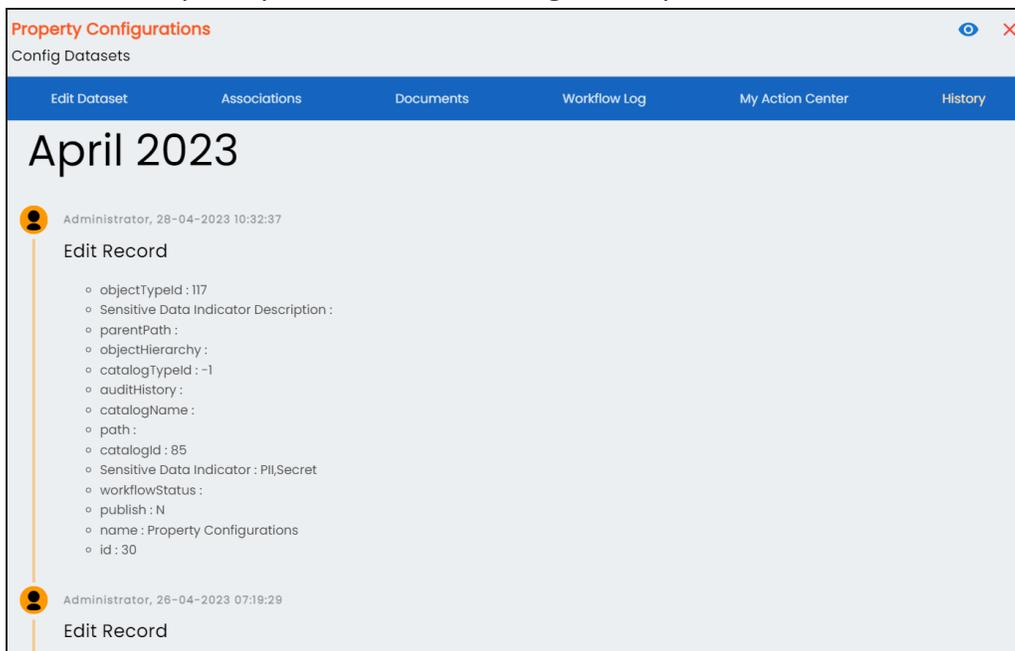 Property Configurations
Config Datasets
Edit Dataset Associations Documents Workflow Log My Action Center History
April 2023
Administrator, 28-04-2023 10:32:37
Edit Record
objectTypeId : 117
Sensitive Data Indicator Description :
parentPath :
objectHierarchy :
catalogTypeId : -1
auditHistory :
catalogName :
path :
catalogId : 85
Sensitive Data Indicator : PII,Secret
workflowStatus :
publish : N
name : Property Configurations
id : 30
Administrator, 26-04-2023 07:19:29
Edit Record